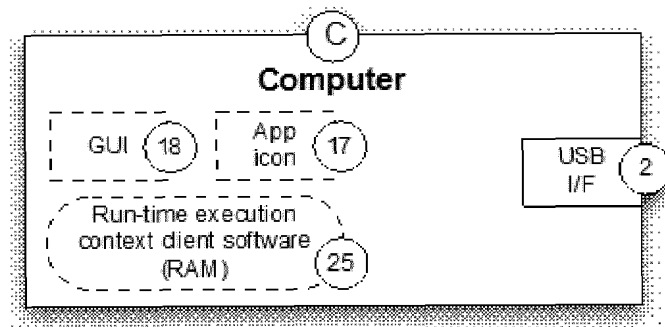 C
Computer
GUI 18
App
icon
17
USB
I/F
2
Run-time execution
context client software
(RAM)
25